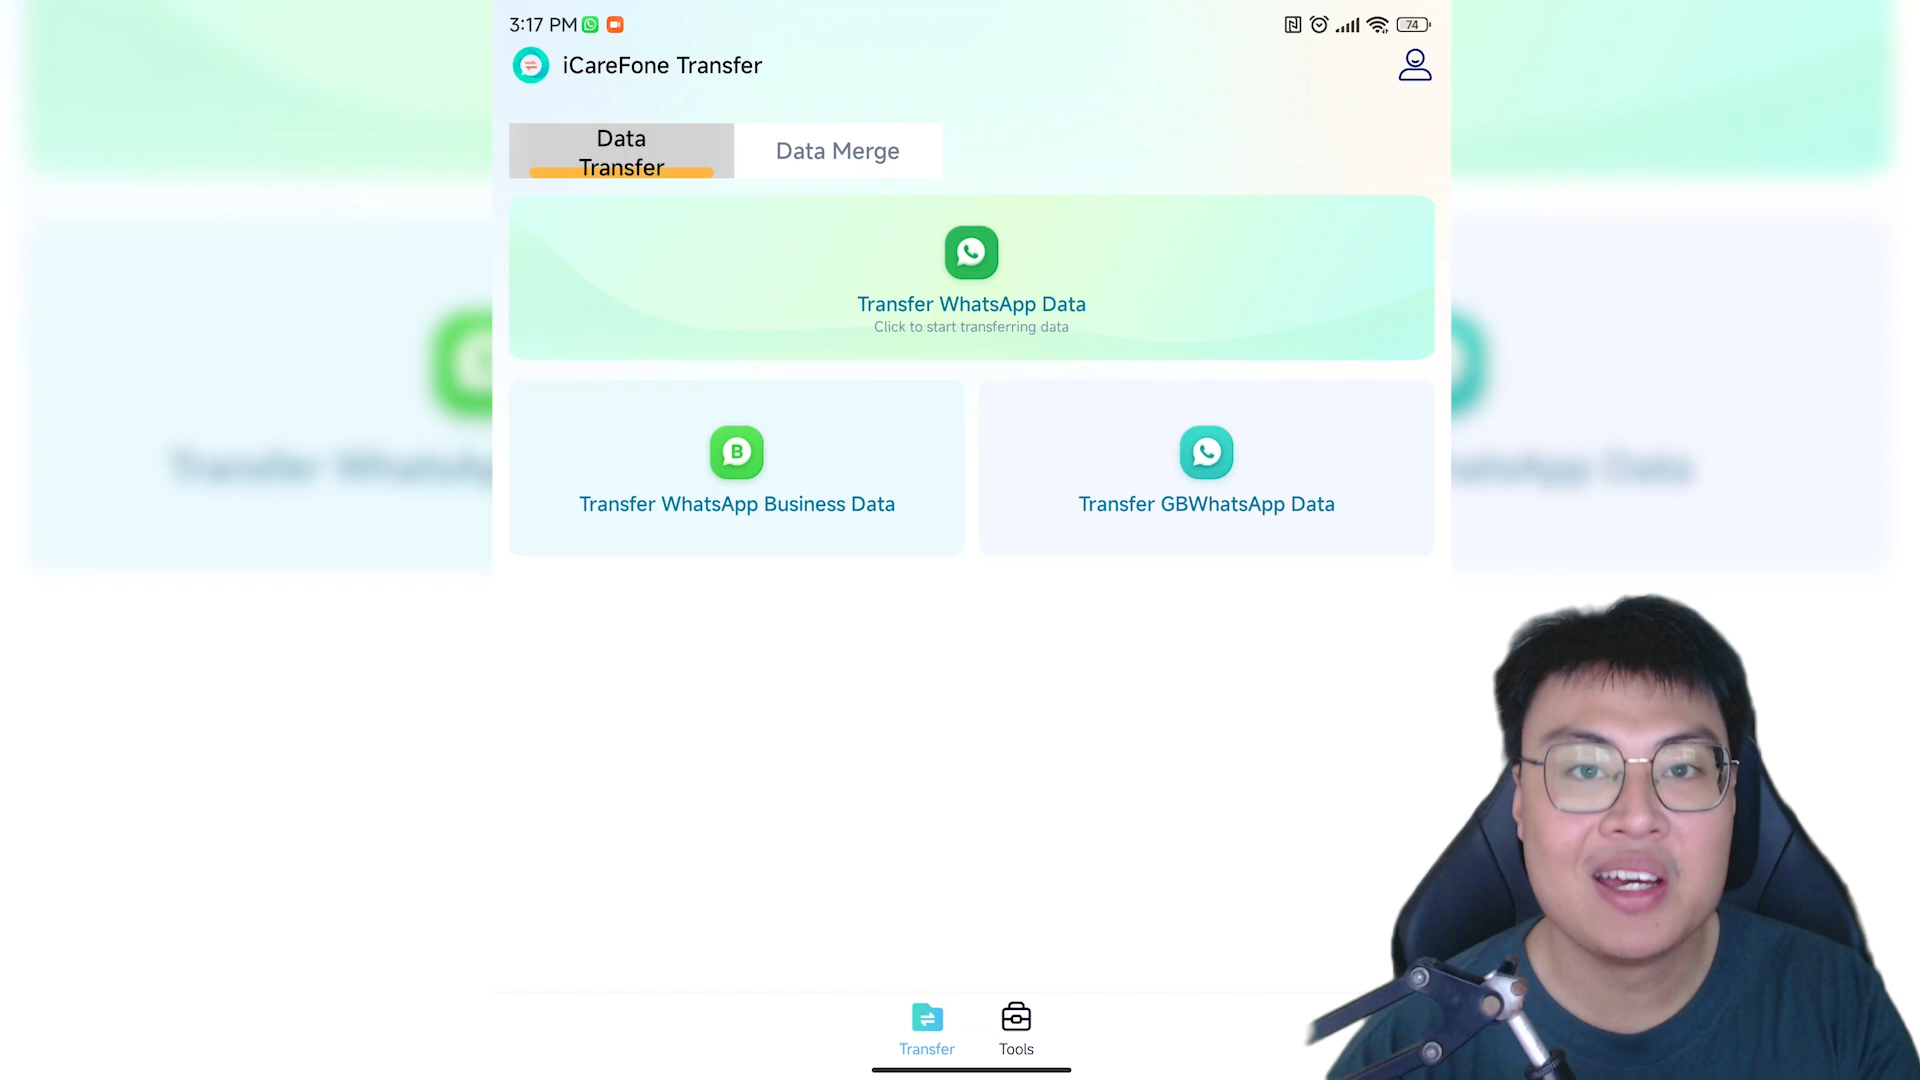 3:17 PM
74
iCareFone Transfer
Data
Transfer
Data Merge
Transfer WhatsApp Data
Click to start transferring data
B
Transfer WhatsApp Business Data
Transfer GBWhatsApp Data
Transfer
Tools